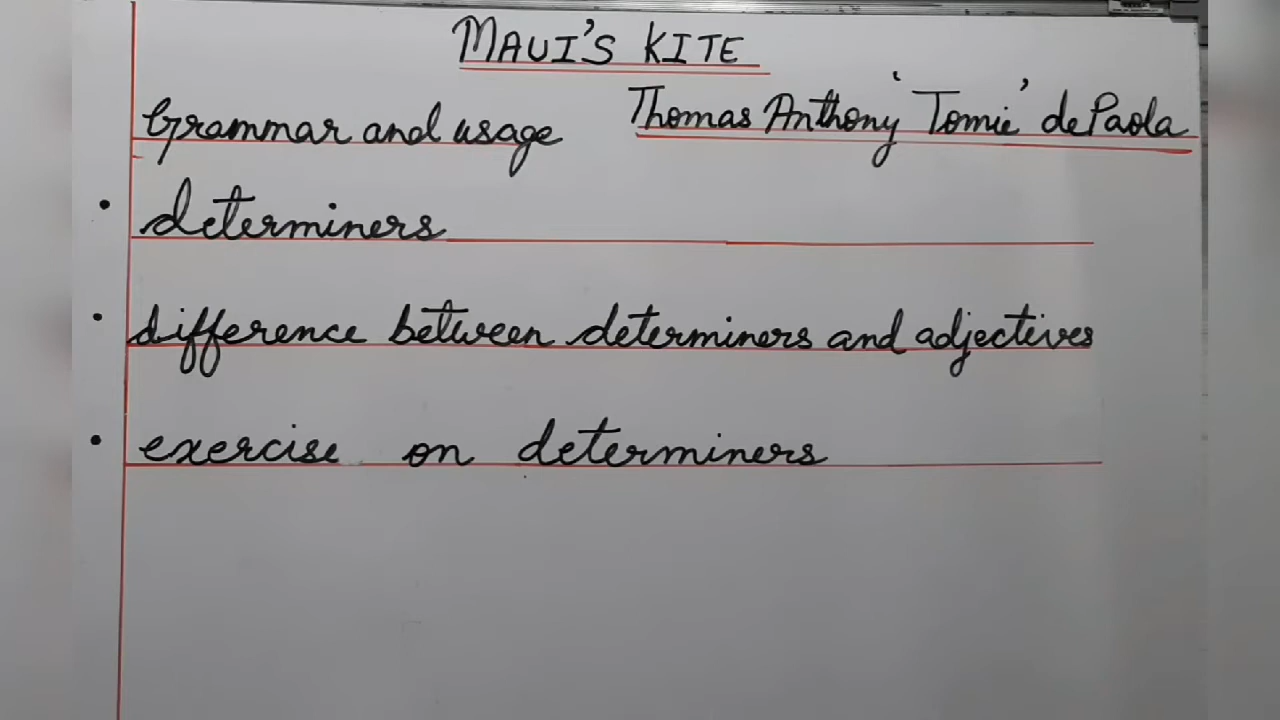 MAUI'S KITE
Thomas Anthony 'Tomie' dePaola
Grammar and usage
• determiners
• difference between determiners and adjectives
• exercise on determiners